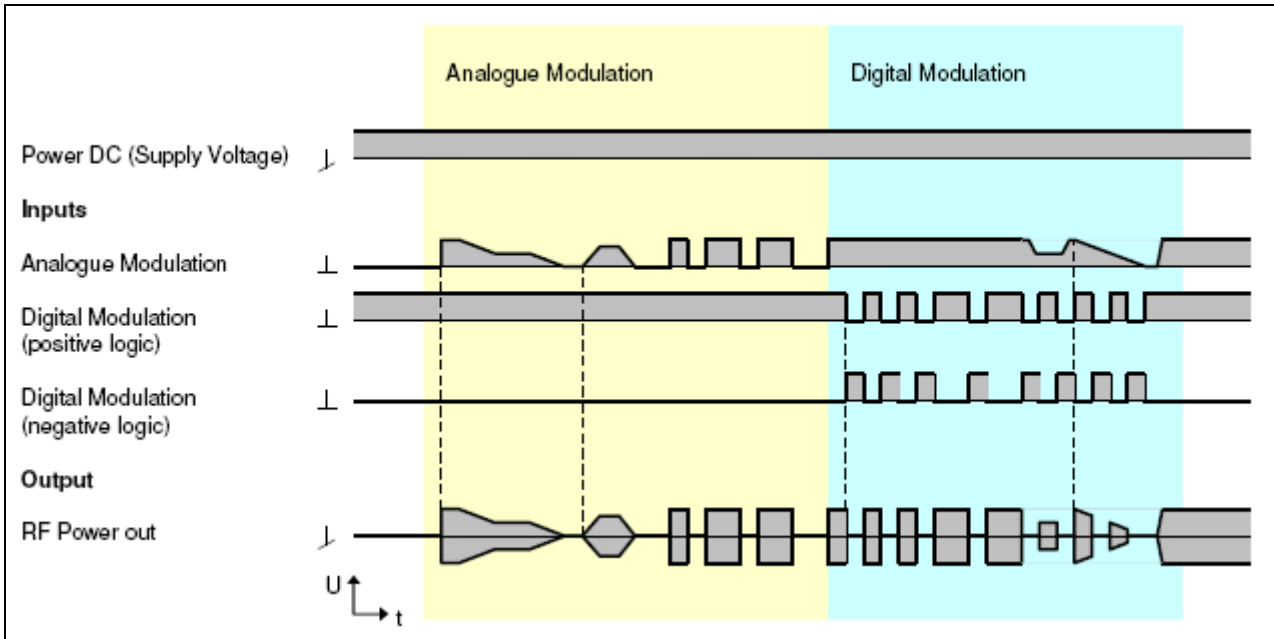 Analogue Modulation
Digital Modulation
Power DC (Supply Voltage)
Inputs
Analogue Modulation
Digital Modulation
(positive logic)
Digital Modulation
(negative logic)
Output
RF Power out
U
t